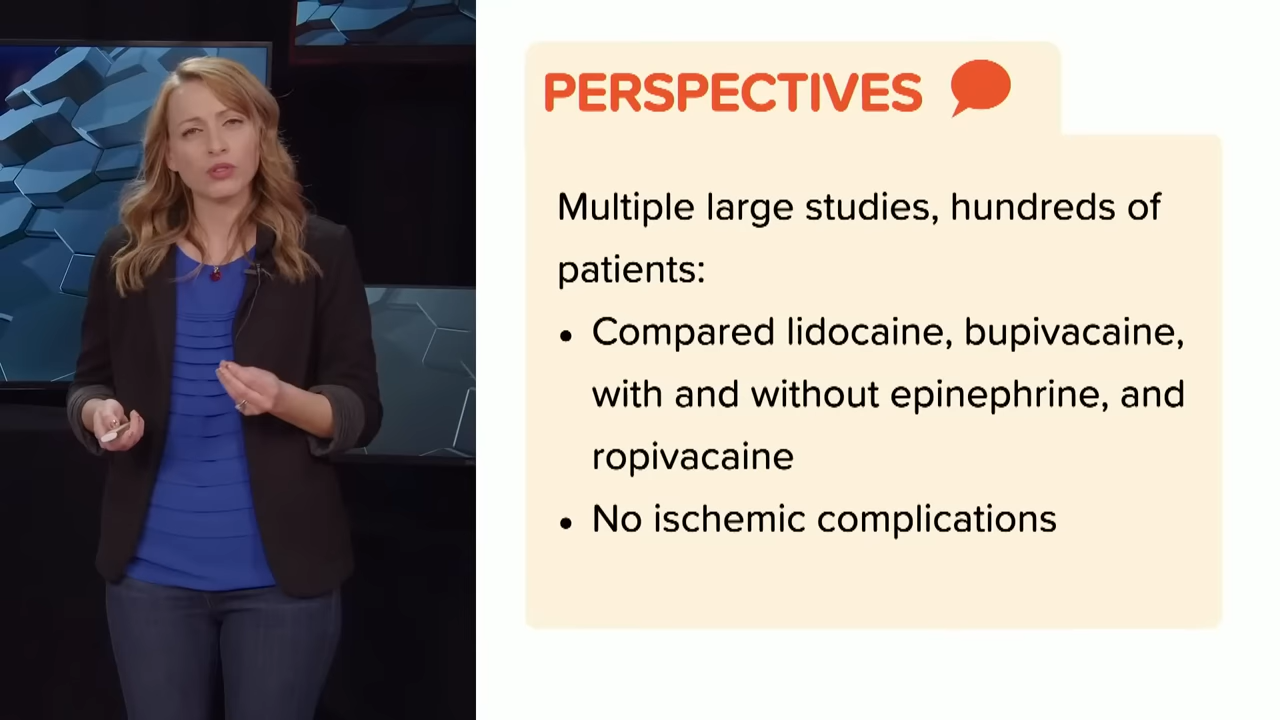 PERSPECTIVES
Multiple large studies, hundreds of
patients:
• Compared lidocaine, bupivacaine,
with and without epinephrine, and
ropivacaine
• No ischemic complications